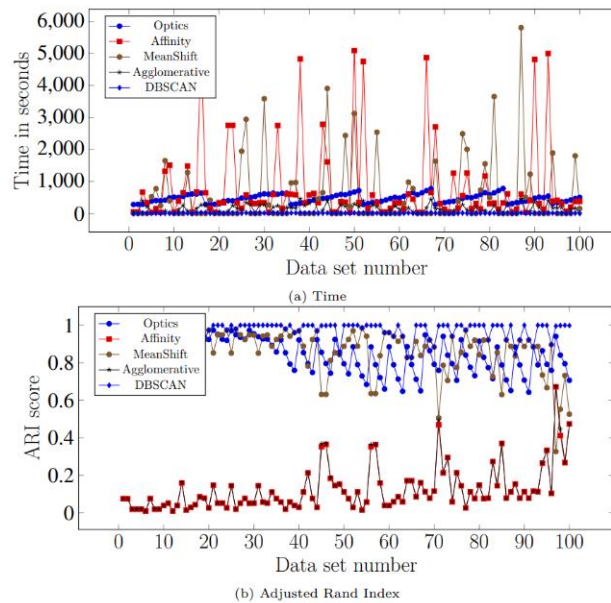 Optics
Affinity
MeanShift
Agglomerative
DBSCAN
6,000
5,000
4,000
3,000
2,000
1,000
0
Time in seconds
0 10 20 30 40 50 60 70 80 90 100
Data set number
(a) Time
Optics
Affinity
MeanShift
Agglomerative
DBSCAN
1
0.8
0.6
0.4
0.2
0
ARI score
0 10 20 30 40 50 60 70 80 90 100
Data set number
(b) Adjusted Rand Index